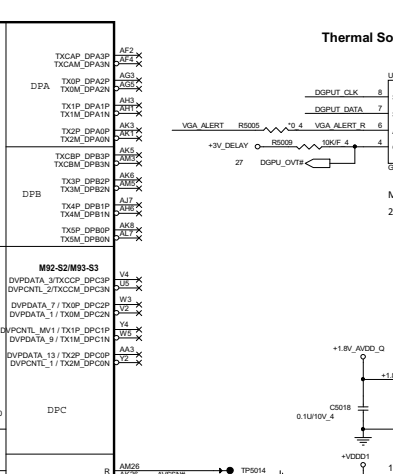 Thermal So
TXCAP_DPA3P AF2
TXCAM_DPA3N AF4
DPA
TX0P_DPA2P AG3
TX0M_DPA2N AG5
TX1P_DPA1P AH3
TX1M_DPA1N AH1
TX2P_DPA0P AK3
TX2M_DPA0N AK1
DGPUT_CLK 8
DGPUT_DATA 7
VGA_ALERT R5005 *0_4 VGA_ALERT_R 6
+3V_DELAY R5009 10K/F_4 4
27 DGPU_OVT#
TXCBP_DPB3P AK5
TXCBM_DPB3N AM3
DPB
TX3P_DPB2P AK6
TX3M_DPB2N AM5
TX4P_DPB1P AJ7
TX4M_DPB1N AH6
TX5P_DPB0P AK8
TX5M_DPB0N AL7
M92-S2/M93-S3
DVPDATA_3/TXCCP_DPC3P V4
DVPCNTL_2/TXCCM_DPC3N U5
DVPDATA_7 / TX0P_DPC2P W3
DVPDATA_1 / TX0M_DPC2N V2
DVPCNTL_MV1 / TX1P_DPC1P Y4
DVPDATA_9 / TX1M_DPC1N W5
DVPDATA_13 / TX2P_DPC0P AA3
DVPCNTL_1 / TX2M_DPC0N Y2
DPC
+1.8V_AVDD_Q
C5018
0.1U/10V_4
+VDDD1
R AM26
TP5014